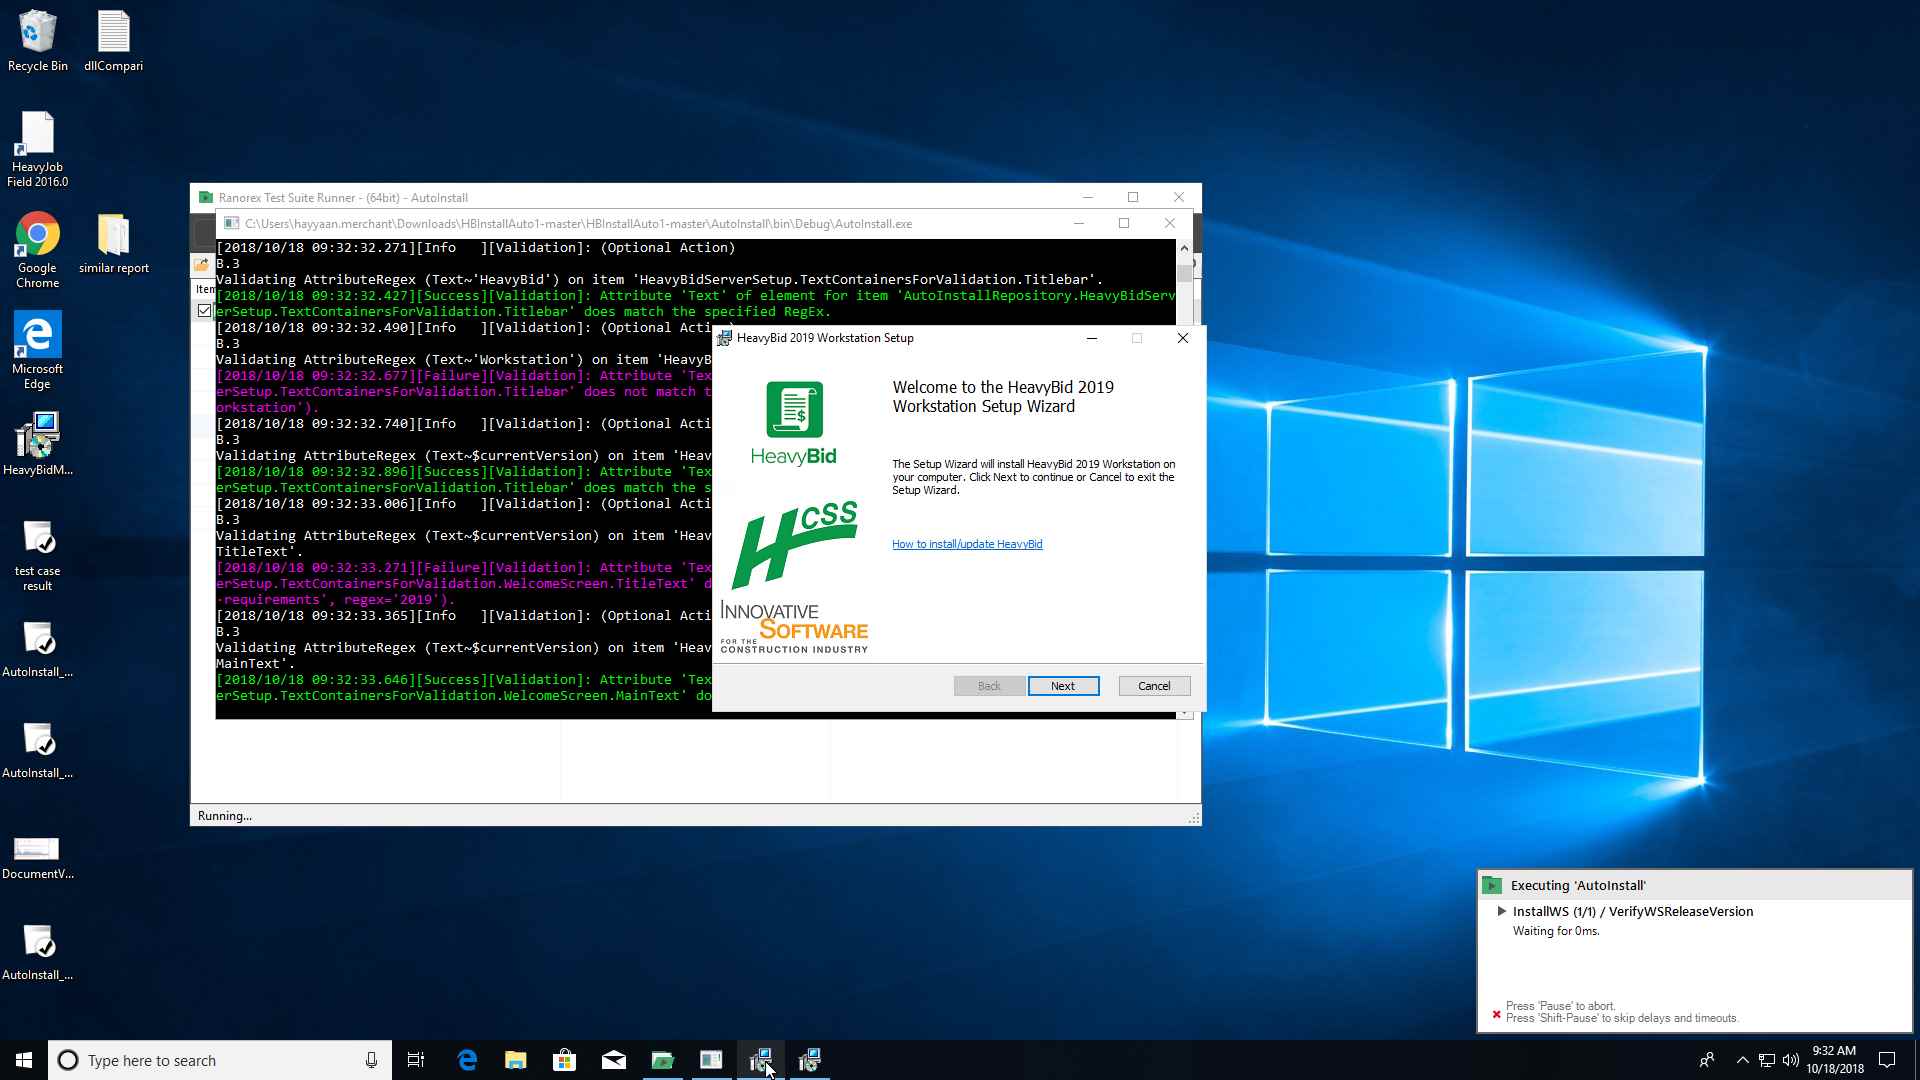 Recycle Bin
dllCompari
HeavyJob
Field 2016.0
Google
Chrome
similar report
Microsoft
Edge
HeavyBidM...
test case
result
AutoInstall_...
AutoInstall_...
DocumentV...
AutoInstall_...
Ranorex Test Suite Runner - (64bit) - AutoInstall
C:\Users\hayyaan.merchant\Downloads\HBInstallAuto1-master\HBInstallAuto1-master\AutoInstall\bin\Debug\AutoInstall.exe
Item
[2018/10/18 09:32:32.271][Info   ][Validation]: (Optional Action)
B.3
Validating AttributeRegex (Text~'HeavyBid') on item 'HeavyBidServerSetup.TextContainersForValidation.Titlebar'.
[2018/10/18 09:32:32.427][Success][Validation]: Attribute 'Text' of element for item 'AutoInstallRepository.HeavyBidServ
erSetup.TextContainersForValidation.Titlebar' does match the specified RegEx.
[2018/10/18 09:32:32.490][Info   ][Validation]: (Optional Acti
B.3
Validating AttributeRegex (Text~'Workstation') on item 'HeavyB
[2018/10/18 09:32:32.677][Failure][Validation]: Attribute 'Tex
erSetup.TextContainersForValidation.Titlebar' does not match t
orkstation').
[2018/10/18 09:32:32.740][Info   ][Validation]: (Optional Acti
B.3
Validating AttributeRegex (Text~$currentVersion) on item 'Heav
[2018/10/18 09:32:32.896][Success][Validation]: Attribute 'Tex
erSetup.TextContainersForValidation.Titlebar' does match the s
[2018/10/18 09:32:33.006][Info   ][Validation]: (Optional Acti
B.3
Validating AttributeRegex (Text~$currentVersion) on item 'Heav
TitleText'.
[2018/10/18 09:32:33.271][Failure][Validation]: Attribute 'Tex
erSetup.TextContainersForValidation.WelcomeScreen.TitleText' d
-requirements', regex='2019').
[2018/10/18 09:32:33.365][Info   ][Validation]: (Optional Acti
B.3
Validating AttributeRegex (Text~$currentVersion) on item 'Heav
MainText'.
[2018/10/18 09:32:33.646][Success][Validation]: Attribute 'Tex
erSetup.TextContainersForValidation.WelcomeScreen.MainText' do
Running...
HeavyBid 2019 Workstation Setup
HeavyBid
HCSS
INNOVATIVE
SOFTWARE
FOR THE
CONSTRUCTION INDUSTRY
Welcome to the HeavyBid 2019
Workstation Setup Wizard
The Setup Wizard will install HeavyBid 2019 Workstation on
your computer. Click Next to continue or Cancel to exit the
Setup Wizard.
How to install/update HeavyBid
Back
Next
Cancel
Executing 'AutoInstall'
InstallWS (1/1) / VerifyWSReleaseVersion
Waiting for 0ms.
Press 'Pause' to abort.
Press 'Shift-Pause' to skip delays and timeouts.
Type here to search
9:32 AM
10/18/2018